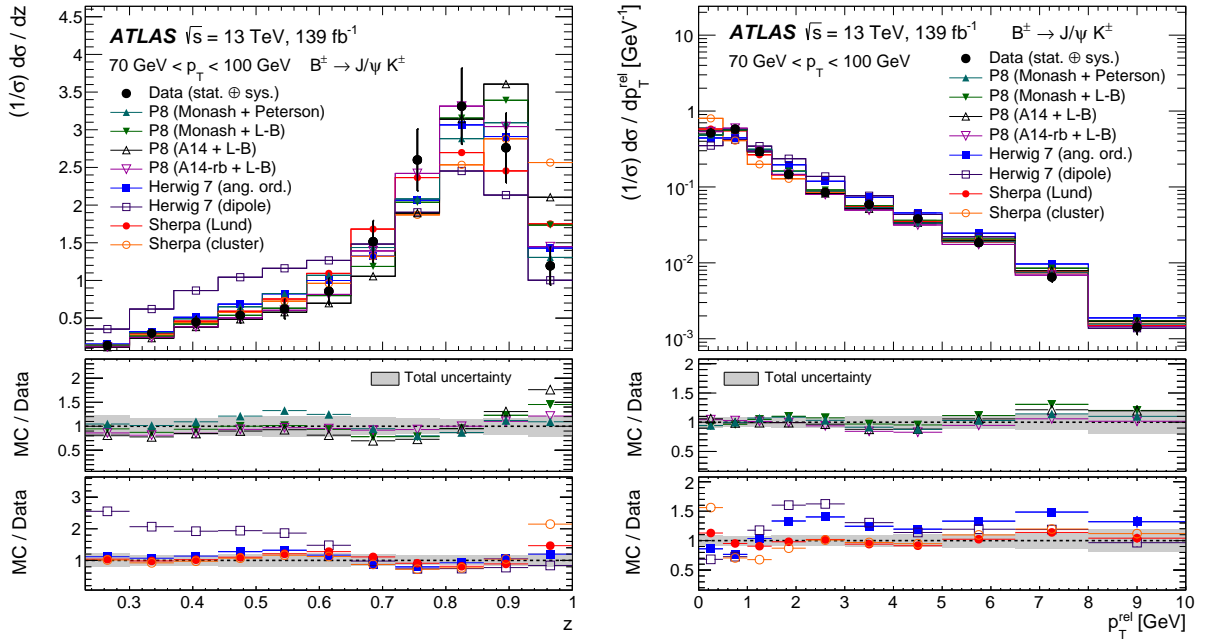 (1/σ) dσ / dz
4.5
4
3.5
3
2.5
2
1.5
1
0.5
ATLAS √s = 13 TeV, 139 fb⁻¹
70 GeV < p_T < 100 GeV B± → J/ψ K±
Data (stat. ⊕ sys.)
P8 (Monash + Peterson)
P8 (Monash + L-B)
P8 (A14 + L-B)
P8 (A14-rb + L-B)
Herwig 7 (ang. ord.)
Herwig 7 (dipole)
Sherpa (Lund)
Sherpa (cluster)
MC / Data
2
1.5
1
0.5
Total uncertainty
MC / Data
3
2
1
0.3 0.4 0.5 0.6 0.7 0.8 0.9 1
z
(1/σ) dσ / dp_T^rel [GeV⁻¹]
10
1
10⁻¹
10⁻²
10⁻³
ATLAS √s = 13 TeV, 139 fb⁻¹
B± → J/ψ K±
70 GeV < p_T < 100 GeV
Data (stat. ⊕ sys.)
P8 (Monash + Peterson)
P8 (Monash + L-B)
P8 (A14 + L-B)
P8 (A14-rb + L-B)
Herwig 7 (ang. ord.)
Herwig 7 (dipole)
Sherpa (Lund)
Sherpa (cluster)
MC / Data
2
1.5
1
0.5
Total uncertainty
MC / Data
2
1.5
1
0.5
0 1 2 3 4 5 6 7 8 9 10
p_T^rel [GeV]